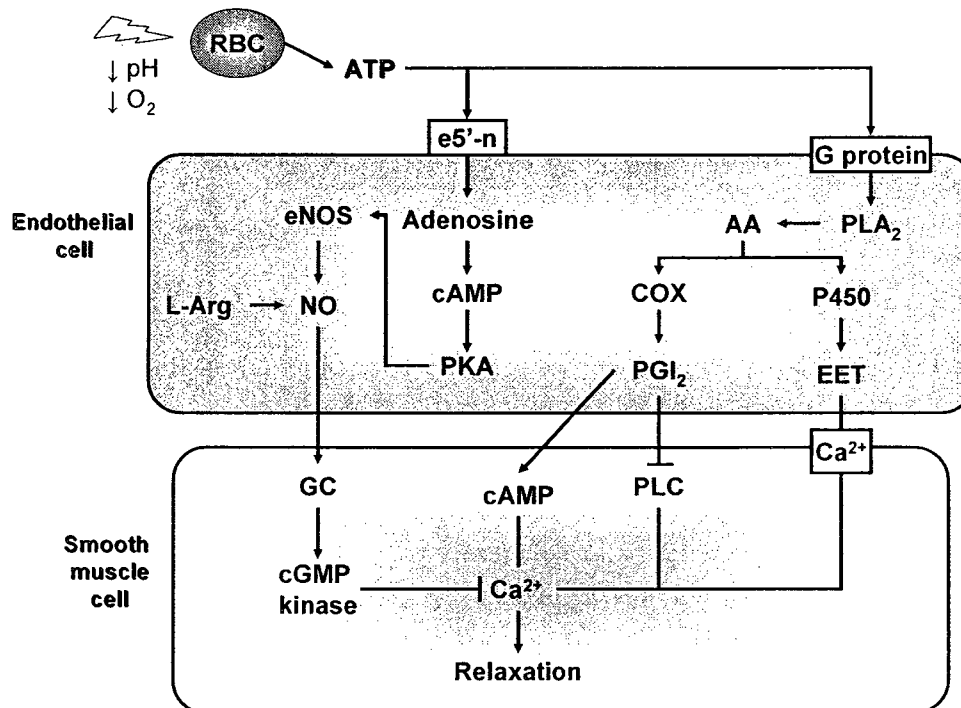 RBC
↓ pH
↓ O₂
ATP
e5'-n
G protein
Endothelial
cell
eNOS
Adenosine
AA
PLA₂
L-Arg
NO
cAMP
COX
P450
PKA
PGI₂
EET
Ca²⁺
GC
cAMP
PLC
Smooth
muscle
cell
cGMP
kinase
Ca²⁺
Relaxation